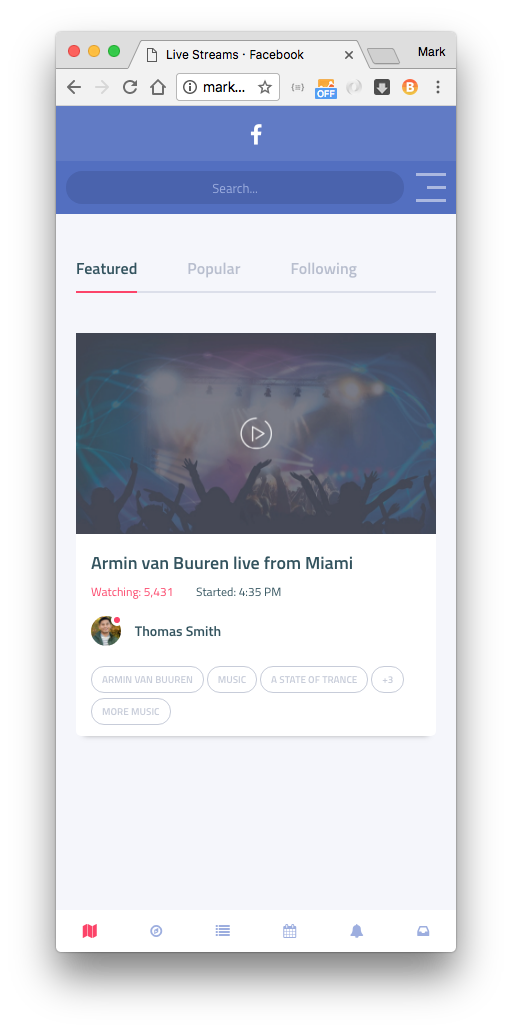 Live Streams · Facebook
Mark
mark...
OFF
Search...
Featured Popular Following
Armin van Buuren live from Miami
Watching: 5,431 Started: 4:35 PM
Thomas Smith
ARMIN VAN BUUREN MUSIC A STATE OF TRANCE +3
MORE MUSIC